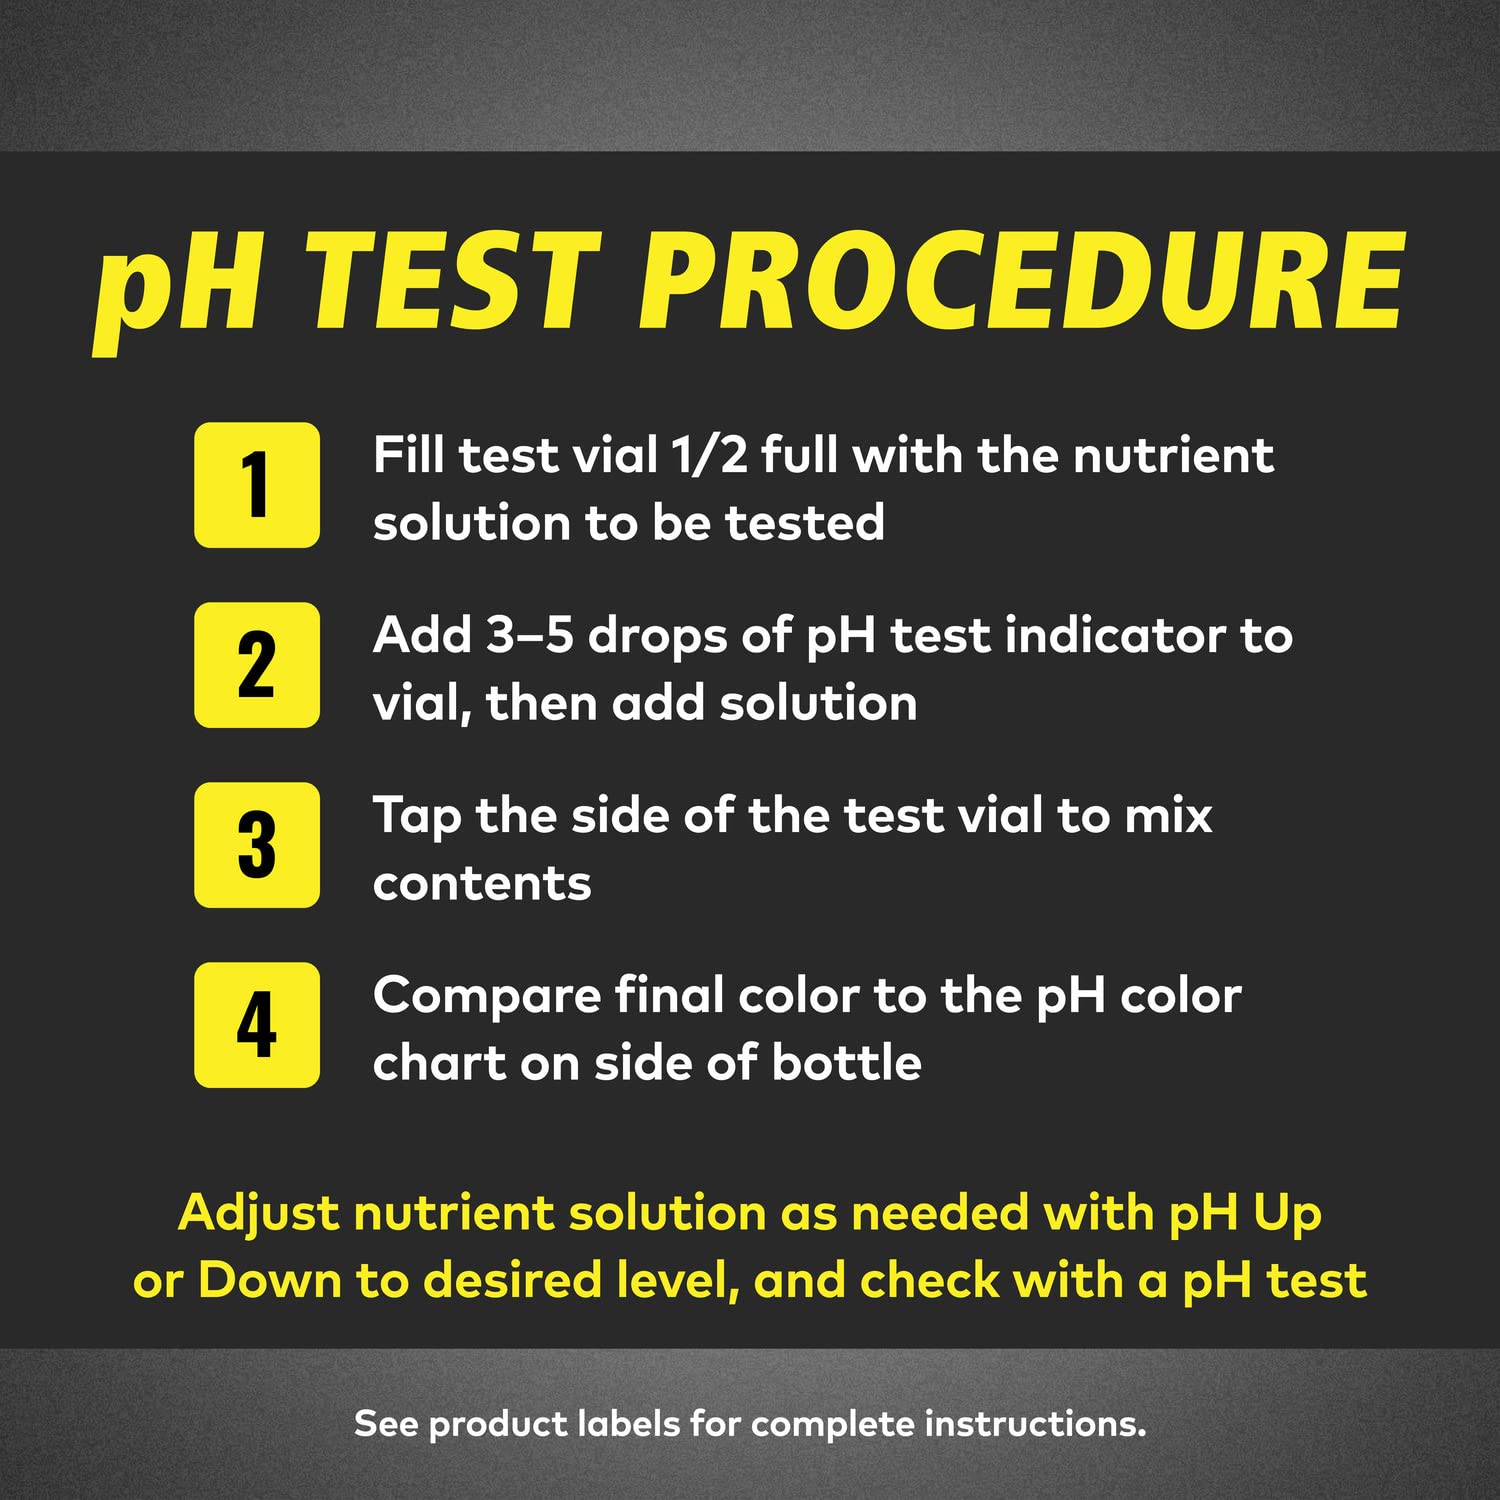 pH TEST PROCEDURE
1
Fill test vial 1/2 full with the nutrient
solution to be tested
2
Add 3–5 drops of pH test indicator to
vial, then add solution
3
Tap the side of the test vial to mix
contents
4
Compare final color to the pH color
chart on side of bottle
Adjust nutrient solution as needed with pH Up
or Down to desired level, and check with a pH test
See product labels for complete instructions.